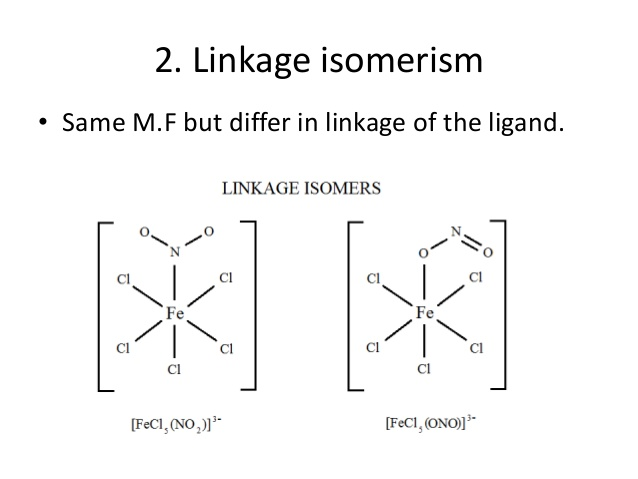 2. Linkage isomerism
• Same M.F but differ in linkage of the ligand.
LINKAGE ISOMERS
O O N O
N O
Cl Cl Cl Cl
Fe Fe
Cl Cl Cl Cl
Cl Cl
[FeCl₅(NO₂)]³⁻ [FeCl₅(ONO)]³⁻